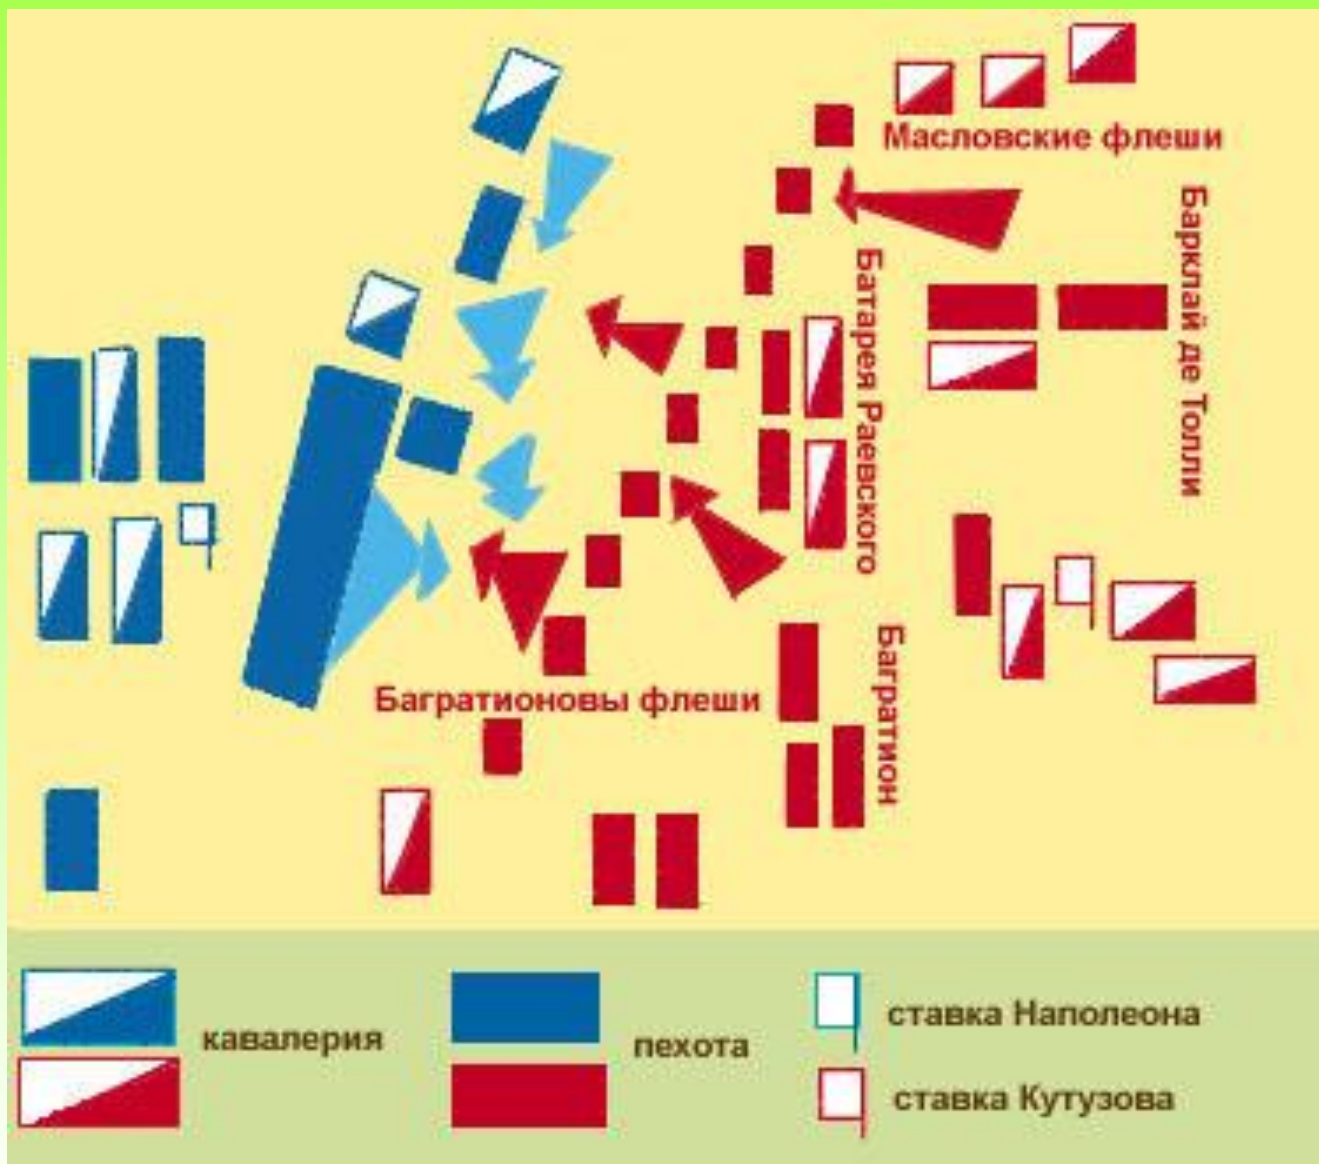 Масловские флеши
Барклай де Толли
Батарея Раевского
Багратион
Багратионовы флеши
кавалерия
пехота
ставка Наполеона
ставка Кутузова